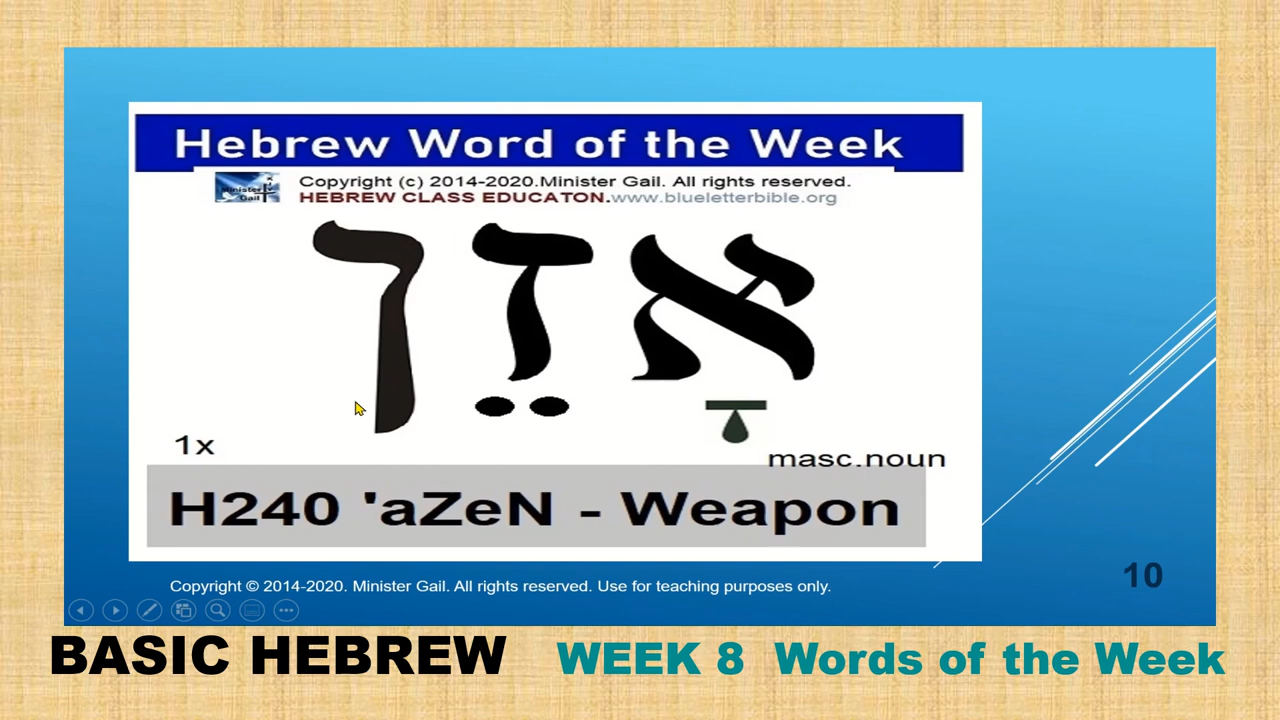 Hebrew Word of the Week
Minister Gail
Copyright (c) 2014-2020.Minister Gail. All rights reserved.
HEBREW CLASS EDUCATON.www.blueletterbible.org
אָזֵן
1x
masc.noun
H240 'aZeN - Weapon
Copyright © 2014-2020. Minister Gail. All rights reserved. Use for teaching purposes only.
10
BASIC HEBREW WEEK 8 Words of the Week